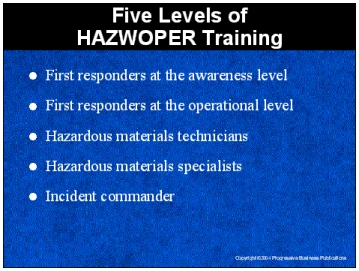 Five Levels of
HAZWOPER Training
• First responders at the awareness level
• First responders at the operational level
• Hazardous materials technicians
• Hazardous materials specialists
• Incident commander
Copyright ©2004 Progressive Business Publications